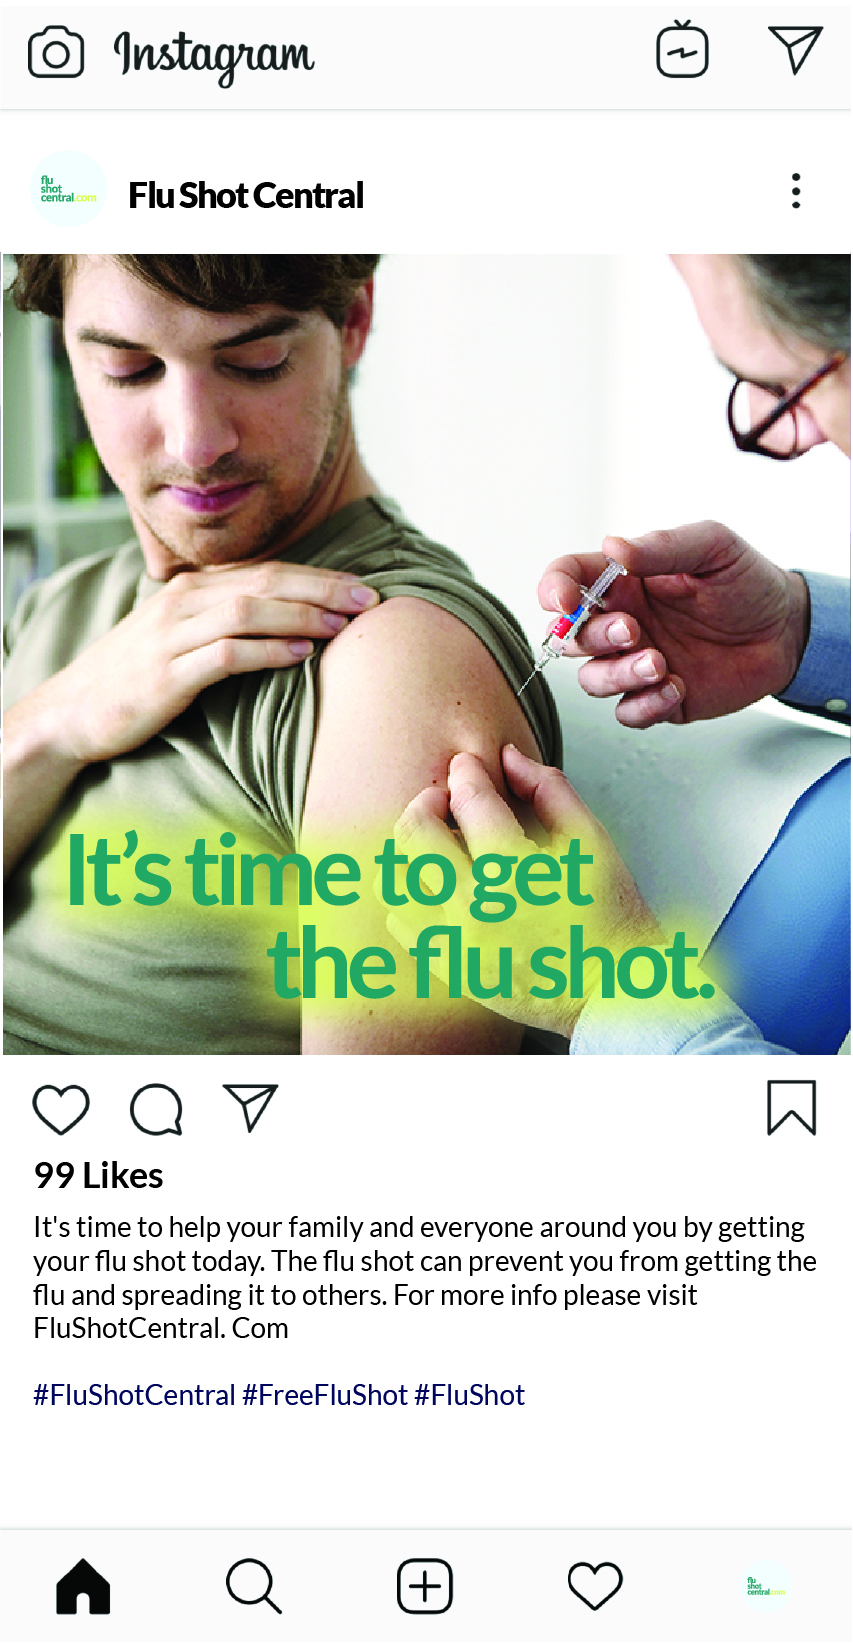 Instagram
flu
shot
central.com
Flu Shot Central
It's time to get
the flu shot.
99 Likes
It's time to help your family and everyone around you by getting
your flu shot today. The flu shot can prevent you from getting the
flu and spreading it to others. For more info please visit
FluShotCentral. Com
#FluShotCentral #FreeFluShot #FluShot
flu
shot
central.com